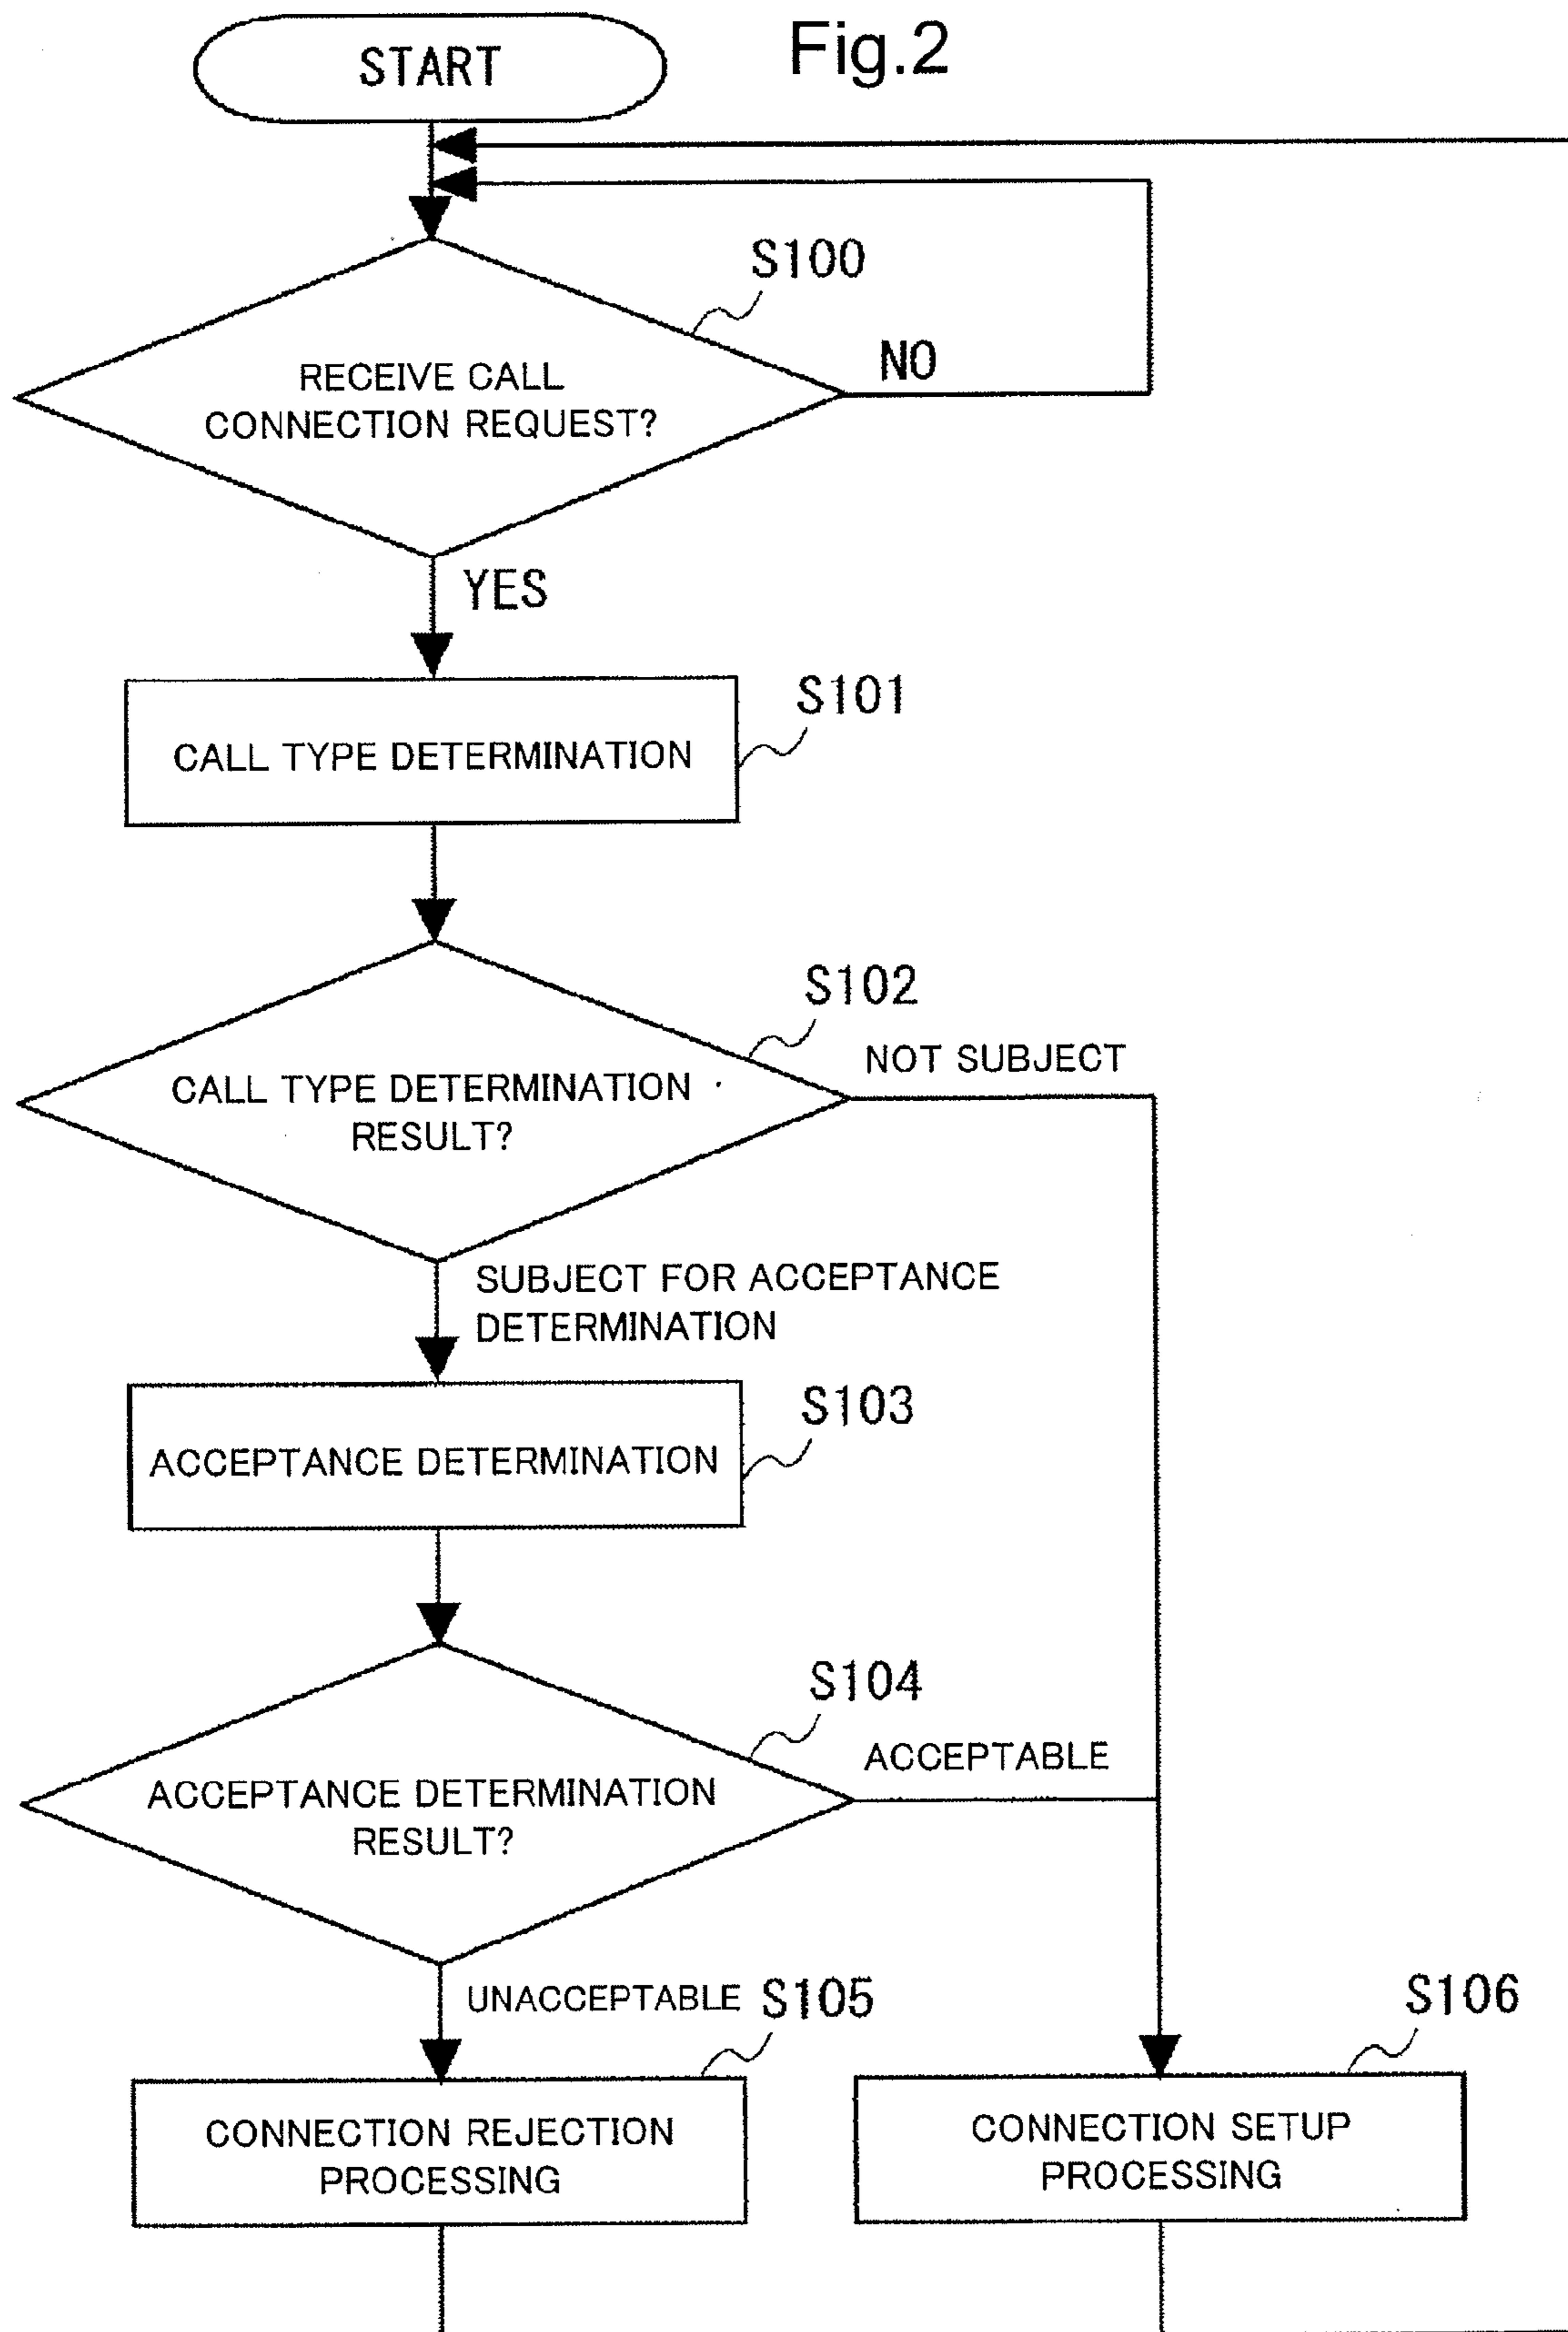 Fig.2
START
S100
RECEIVE CALL
CONNECTION REQUEST?
NO
YES
S101
CALL TYPE DETERMINATION
S102
NOT SUBJECT
CALL TYPE DETERMINATION
RESULT?
SUBJECT FOR ACCEPTANCE
DETERMINATION
S103
ACCEPTANCE DETERMINATION
S104
ACCEPTABLE
ACCEPTANCE DETERMINATION
RESULT?
UNACCEPTABLE
S105
S106
CONNECTION REJECTION
PROCESSING
CONNECTION SETUP
PROCESSING